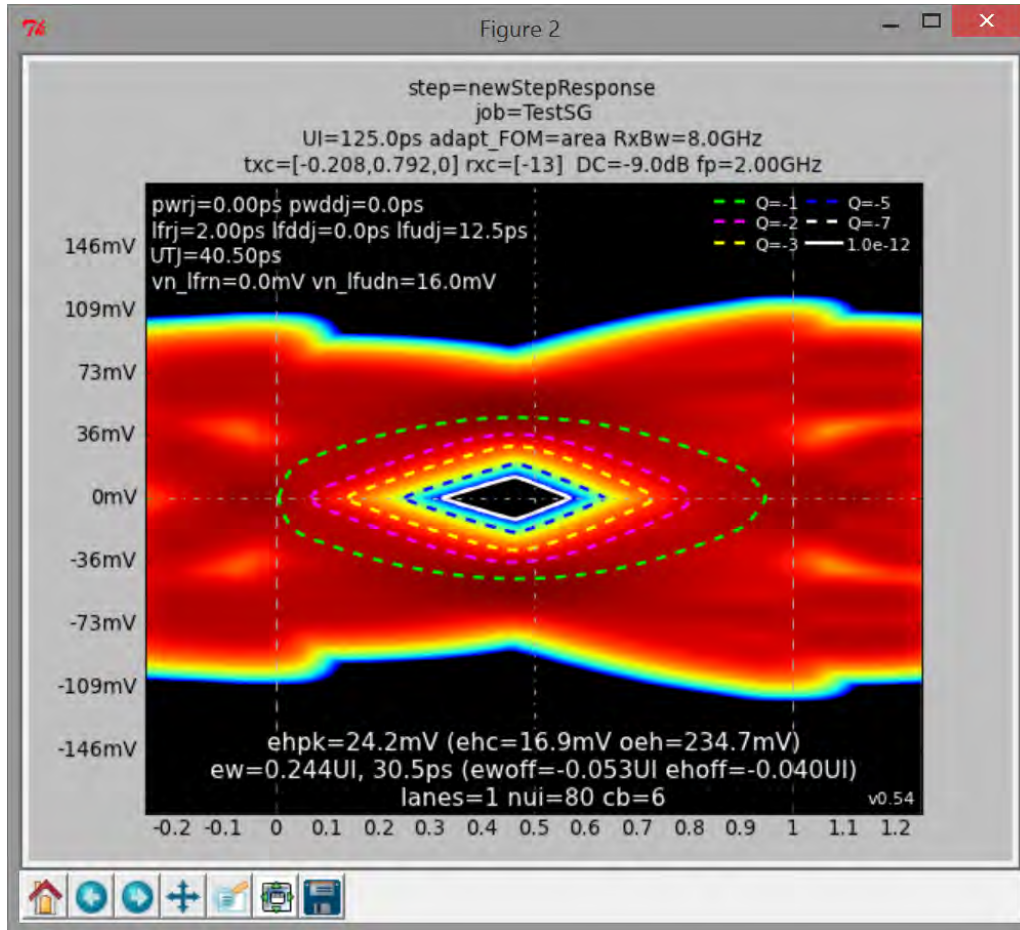 Figure 2
step=newStepResponse
job=TestSG
UI=125.0ps adapt_FOM=area RxBw=8.0GHz
txc=[-0.208,0.792,0] rxc=[-13]  DC=-9.0dB fp=2.00GHz
pwrj=0.00ps pwddj=0.0ps
lfrj=2.00ps lfddj=0.0ps lfudj=12.5ps
UTJ=40.50ps
vn_lfrn=0.0mV vn_lfudn=16.0mV
Q=-1 Q=-5
Q=-2 Q=-7
Q=-3 1.0e-12
146mV
109mV
73mV
36mV
0mV
-36mV
-73mV
-109mV
-146mV
ehpk=24.2mV (ehc=16.9mV oeh=234.7mV)
ew=0.244UI, 30.5ps (ewoff=-0.053UI ehoff=-0.040UI)
lanes=1 nui=80 cb=6
v0.54
-0.2 -0.1 0 0.1 0.2 0.3 0.4 0.5 0.6 0.7 0.8 0.9 1 1.1 1.2